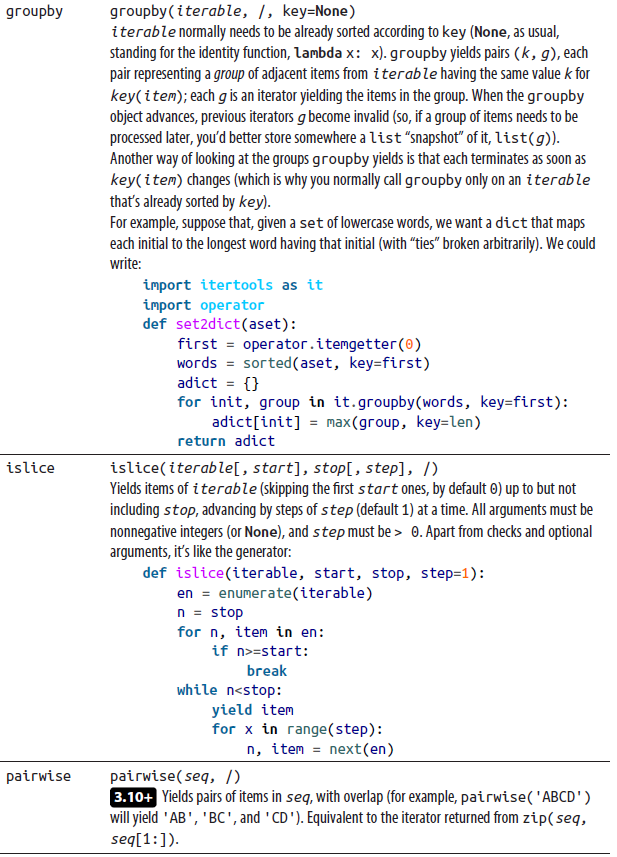 groupby groupby(iterable, /, key=None)
iterable normally needs to be already sorted according to key (None, as usual,
standing for the identity function, lambda x: x). groupby yields pairs (k, g), each
pair representing a group of adjacent items from iterable having the same value k for
key(item); each g is an iterator yielding the items in the group. When the groupby
object advances, previous iterators g become invalid (so, if a group of items needs to be
processed later, you'd better store somewhere a list “snapshot” of it, list(g)).
Another way of looking at the groups groupby yields is that each terminates as soon as
key(item) changes (which is why you normally call groupby only on an iterable
that's already sorted by key).
For example, suppose that, given a set of lowercase words, we want a dict that maps
each initial to the longest word having that initial (with “ties” broken arbitrarily). We could
write:
import itertools as it
import operator
def set2dict(aset):
    first = operator.itemgetter(0)
    words = sorted(aset, key=first)
    adict = {}
    for init, group in it.groupby(words, key=first):
        adict[init] = max(group, key=len)
    return adict
islice islice(iterable[, start], stop[, step], /)
Yields items of iterable (skipping the first start ones, by default 0) up to but not
including stop, advancing by steps of step (default 1) at a time. All arguments must be
nonnegative integers (or None), and step must be > 0. Apart from checks and optional
arguments, it's like the generator:
def islice(iterable, start, stop, step=1):
    en = enumerate(iterable)
    n = stop
    for n, item in en:
        if n>=start:
            break
    while n<stop:
        yield item
        for x in range(step):
            n, item = next(en)
pairwise pairwise(seq, /)
3.10+ Yields pairs of items in seq, with overlap (for example, pairwise('ABCD')
will yield 'AB', 'BC', and 'CD'). Equivalent to the iterator returned from zip(seq,
seq[1:]).